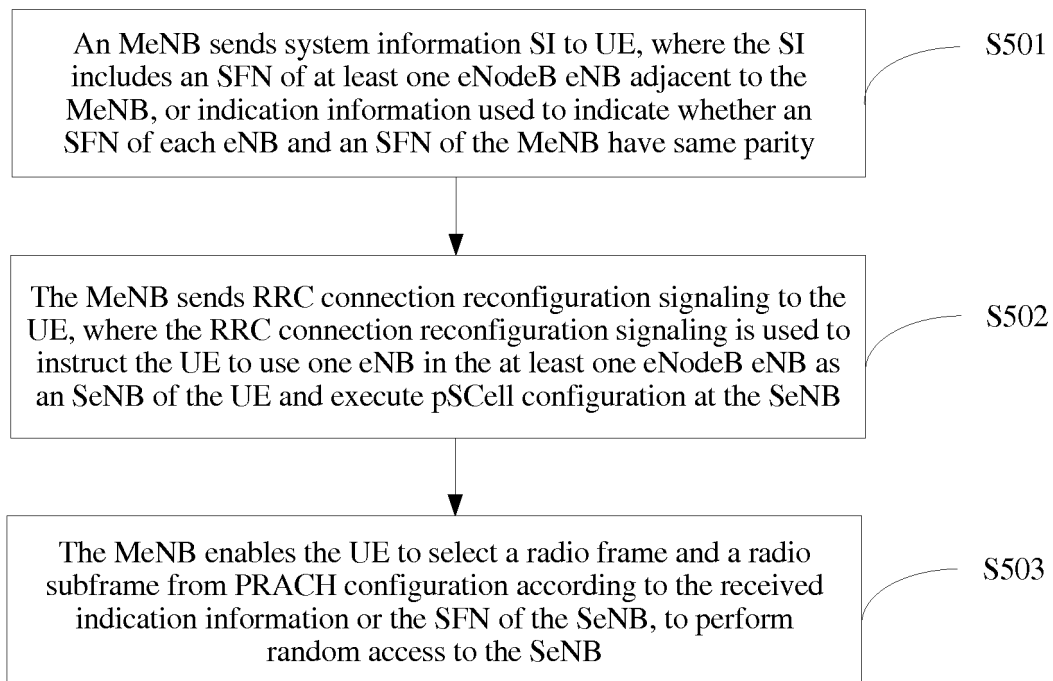 An MeNB sends system information SI to UE, where the SI
includes an SFN of at least one eNodeB eNB adjacent to the
MeNB, or indication information used to indicate whether an
SFN of each eNB and an SFN of the MeNB have same parity
S501
The MeNB sends RRC connection reconfiguration signaling to the
UE, where the RRC connection reconfiguration signaling is used to
instruct the UE to use one eNB in the at least one eNodeB eNB as
an SeNB of the UE and execute pSCell configuration at the SeNB
S502
The MeNB enables the UE to select a radio frame and a radio
subframe from PRACH configuration according to the received
indication information or the SFN of the SeNB, to perform
random access to the SeNB
S503